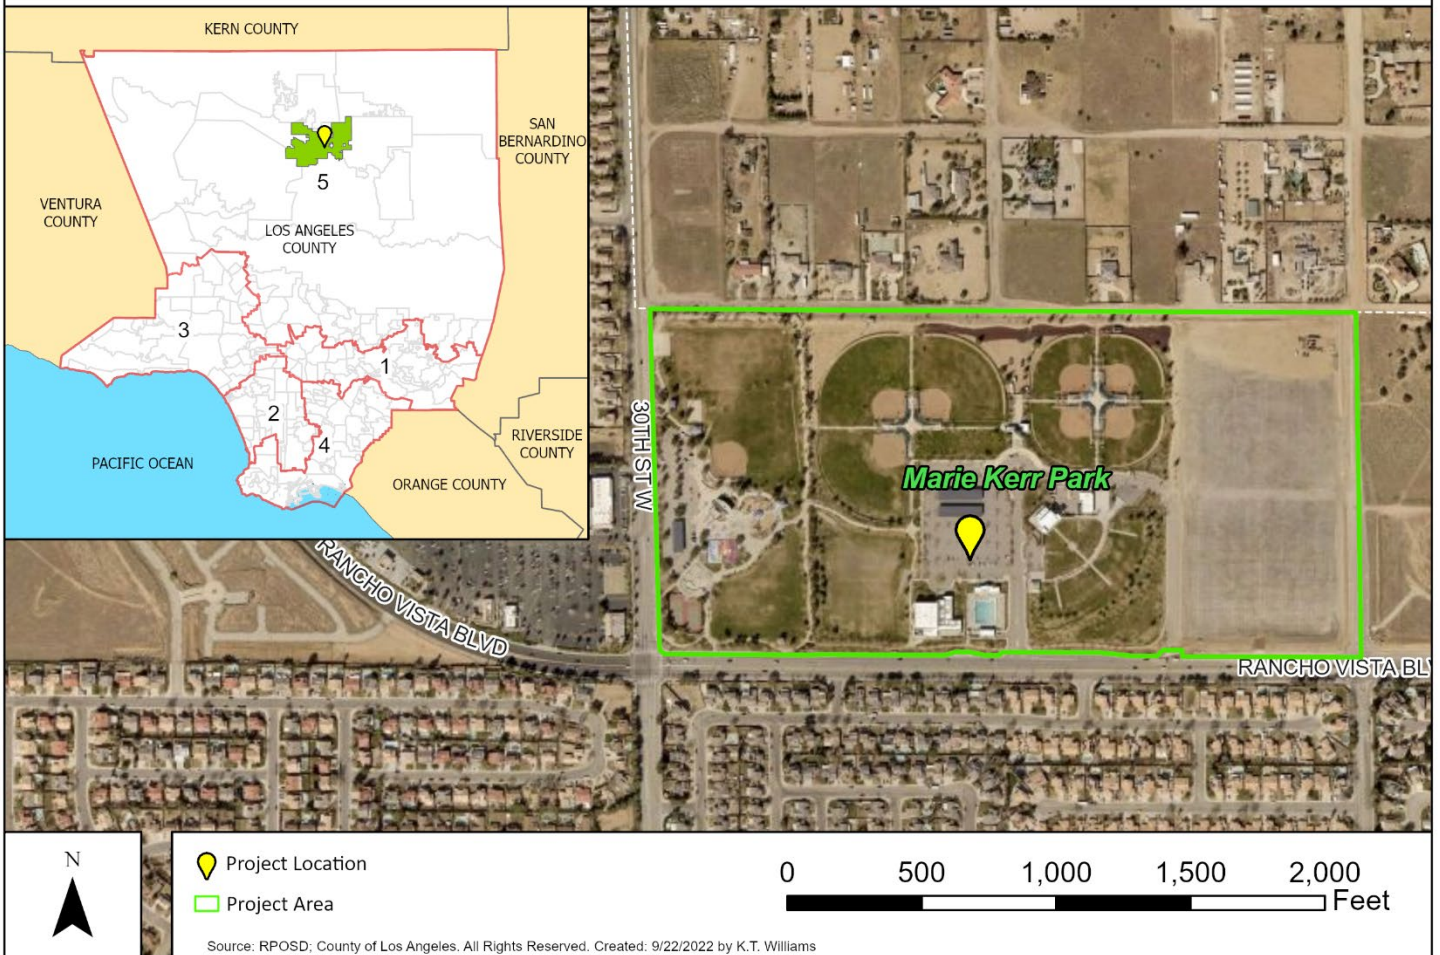 KERN COUNTY
SAN
BERNARDINO
COUNTY
VENTURA
COUNTY
5
LOS ANGELES
COUNTY
3
1
2
4
PACIFIC OCEAN
RIVERSIDE
COUNTY
ORANGE COUNTY
30TH ST W
Marie Kerr Park
RANCHO VISTA BLVD
RANCHO VISTA BLV
N
Project Location
Project Area
0 500 1,000 1,500 2,000
Feet
Source: RPOSD; County of Los Angeles. All Rights Reserved. Created: 9/22/2022 by K.T. Williams